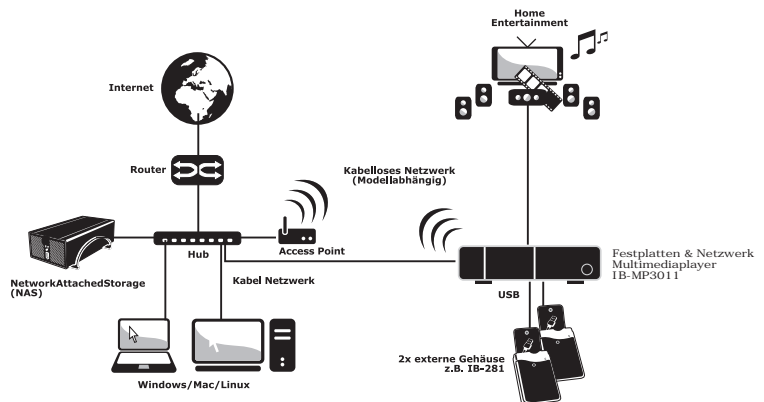 Home
Entertainment
Internet
Router
Kabelloses Netzwerk
(Modellabhängig)
Hub
Access Point
NetworkAttachedStorage
(NAS)
Kabel Netzwerk
Festplatten & Netzwerk
Multimediaplayer
IB-MP3011
USB
2x externe Gehäuse
z.B. IB-281
Windows/Mac/Linux